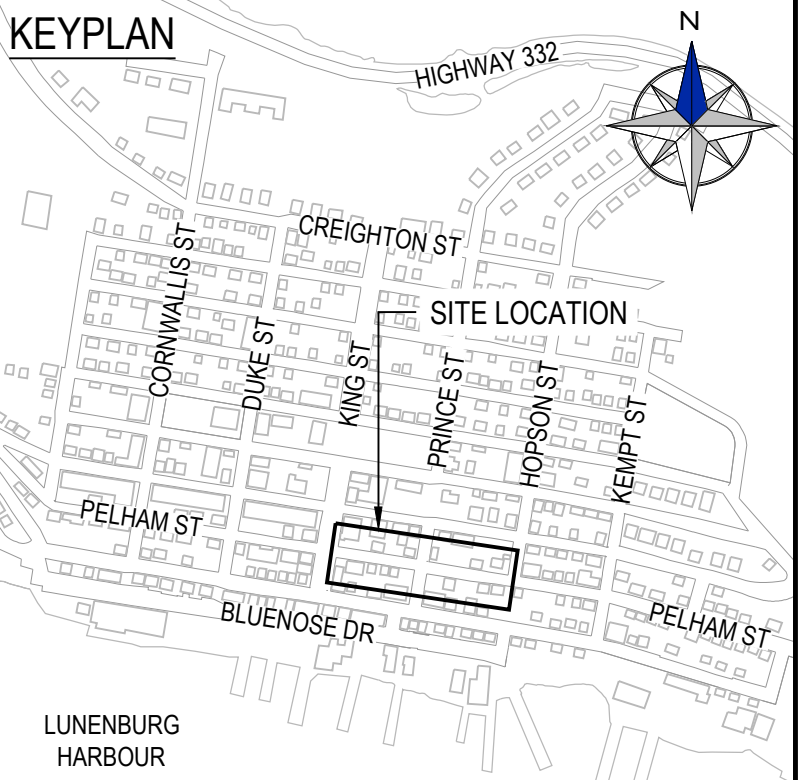 KEYPLAN
N
HIGHWAY 332
CREIGHTON ST
CORNWALLIS ST
SITE LOCATION
DUKE ST
KING ST
PRINCE ST
HOPSON ST
KEMPT ST
PELHAM ST
BLUENOSE DR
PELHAM ST
LUNENBURG
HARBOUR